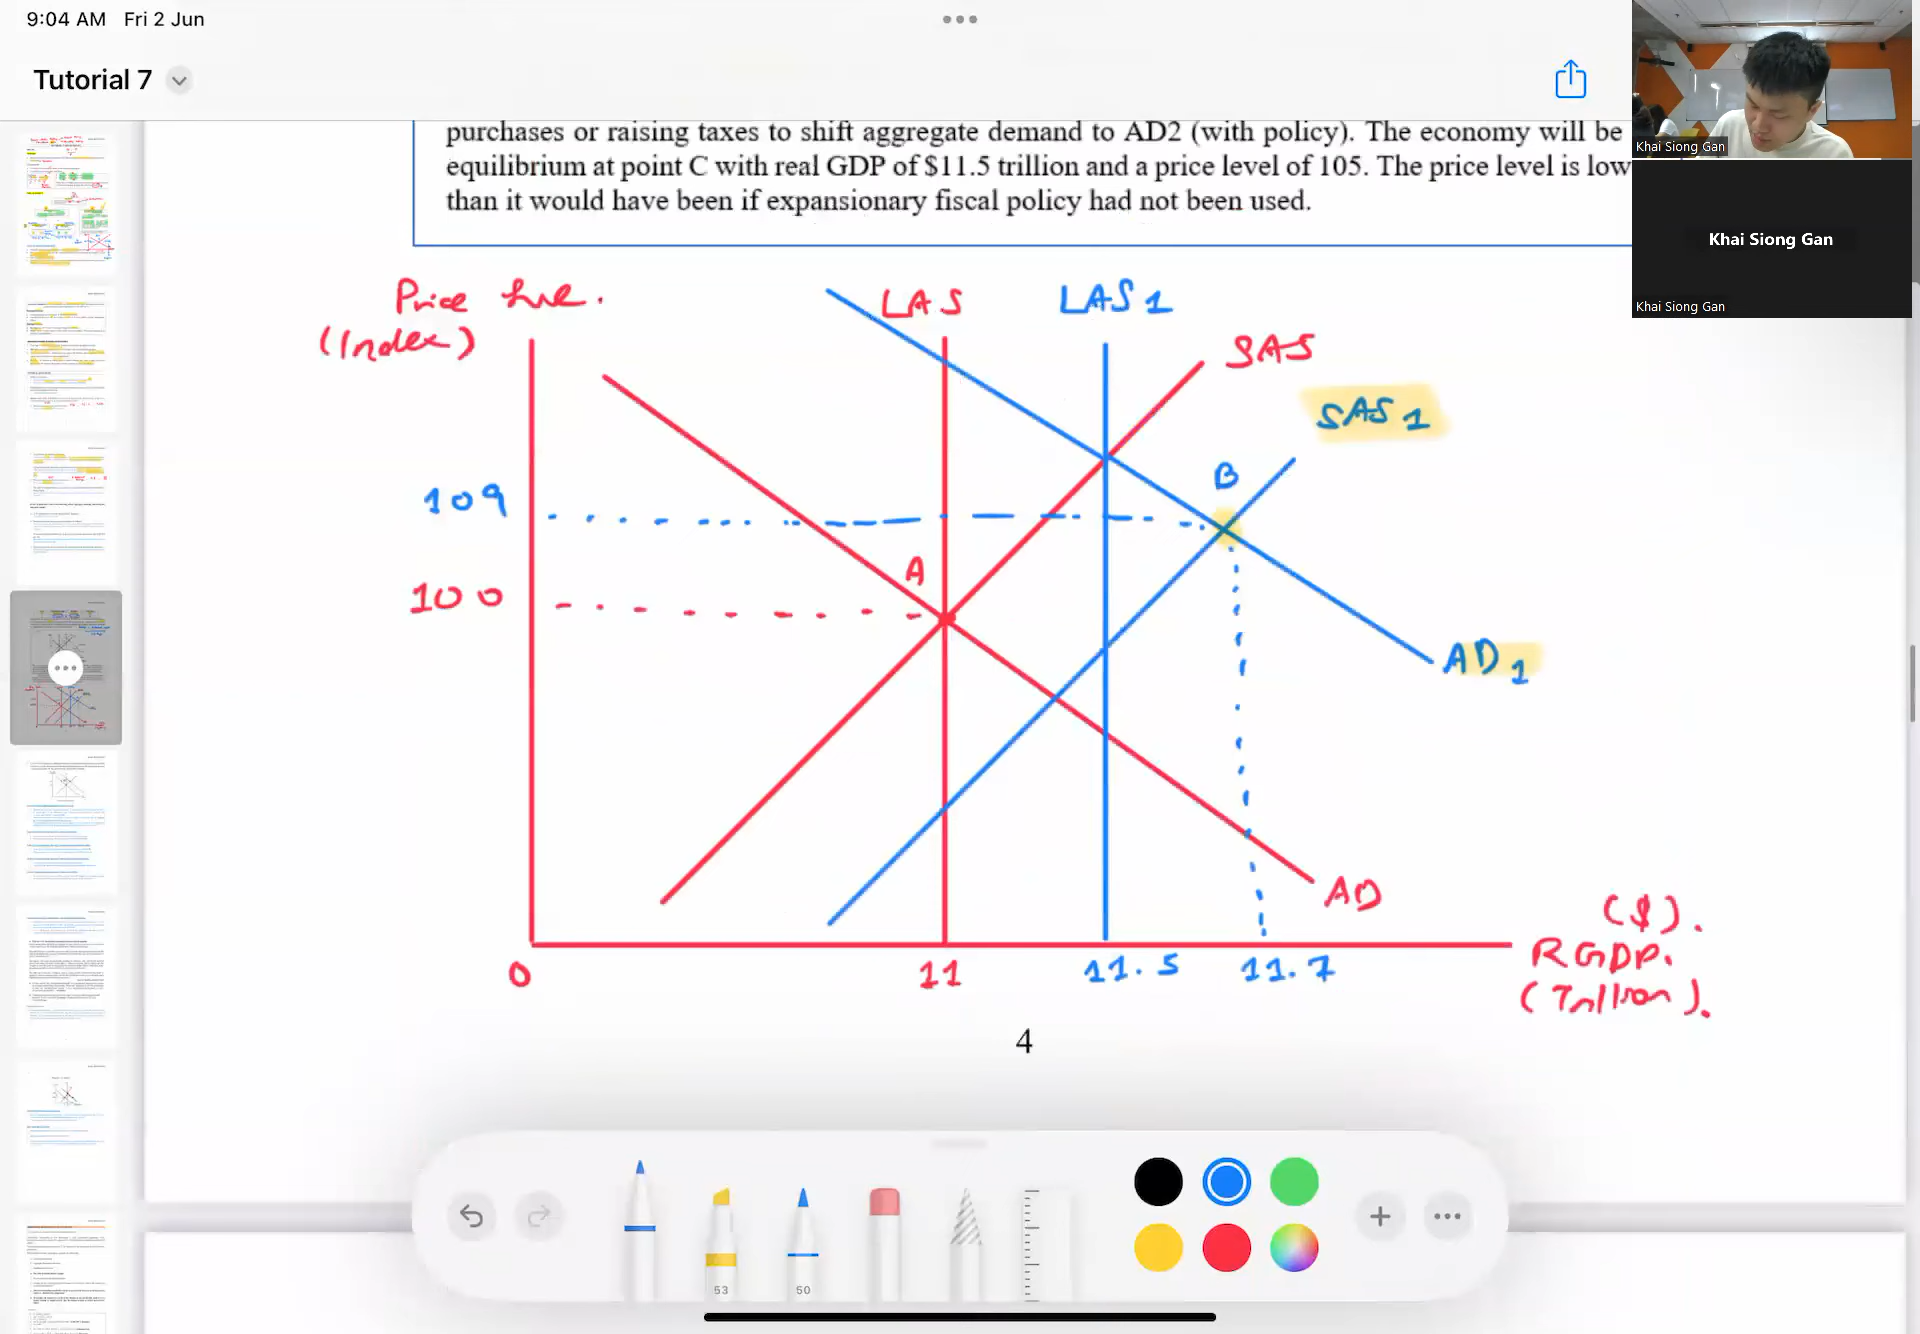 9:04 AM Fri 2 Jun
Tutorial 7
Khai Siong Gan
Khai Siong Gan
Khai Siong Gan
purchases or raising taxes to shift aggregate demand to AD2 (with policy). The economy will be
equilibrium at point C with real GDP of $11.5 trillion and a price level of 105. The price level is low
than it would have been if expansionary fiscal policy had not been used.
Price
(Index)
LAS
LAS 1
SAS
SAS 1
B
109
A
100
AD 1
AD
($).
RGDP.
(Trillion).
0
11
11.5
11.7
4
53
50